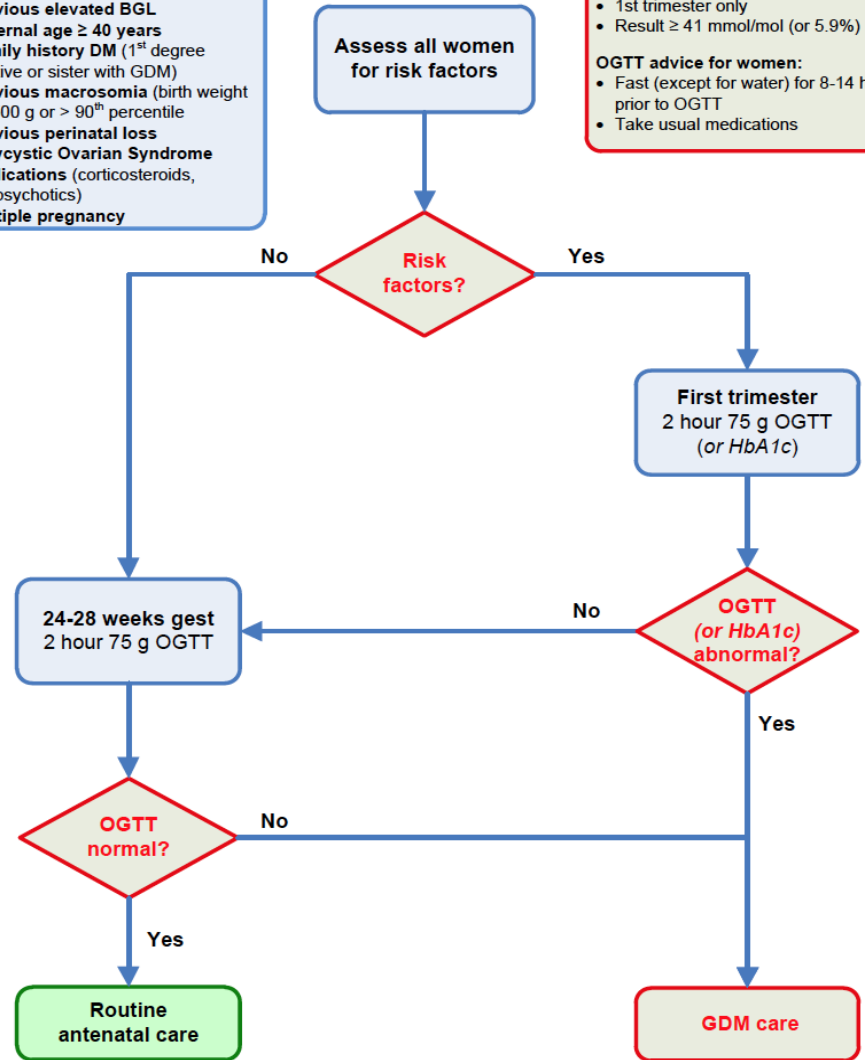 vious elevated BGL
ernal age ≥ 40 years
ily history DM (1st degree
tive or sister with GDM)
vious macrosomia (birth weight
00 g or > 90th percentile
vious perinatal loss
ycystic Ovarian Syndrome
dications (corticosteroids,
psychotics)
tiple pregnancy
Assess all women
for risk factors
• 1st trimester only
• Result ≥ 41 mmol/mol (or 5.9%)
OGTT advice for women:
• Fast (except for water) for 8-14 h
prior to OGTT
• Take usual medications
No
Risk
factors?
Yes
First trimester
2 hour 75 g OGTT
(or HbA1c)
24-28 weeks gest
2 hour 75 g OGTT
No
OGTT
(or HbA1c)
abnormal?
Yes
OGTT
normal?
No
Yes
Routine
antenatal care
GDM care